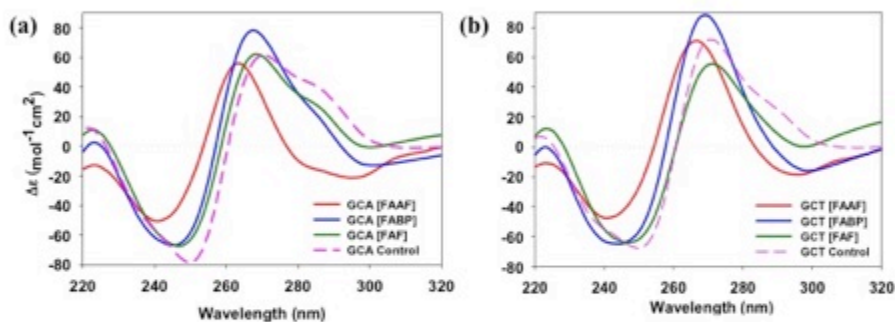 (a)
80
60
40
20
0
-20
-40
-60
-80
Δε (mol⁻¹cm²)
GCA [FAAF]
GCA [FABP]
GCA [FAF]
GCA Control
220 240 260 280 300 320
Wavelength (nm)
(b)
80
60
40
20
0
-20
-40
-60
-80
GCT [FAAF]
GCT [FABP]
GCT [FAF]
GCT Control
220 240 260 280 300 320
Wavelength (nm)